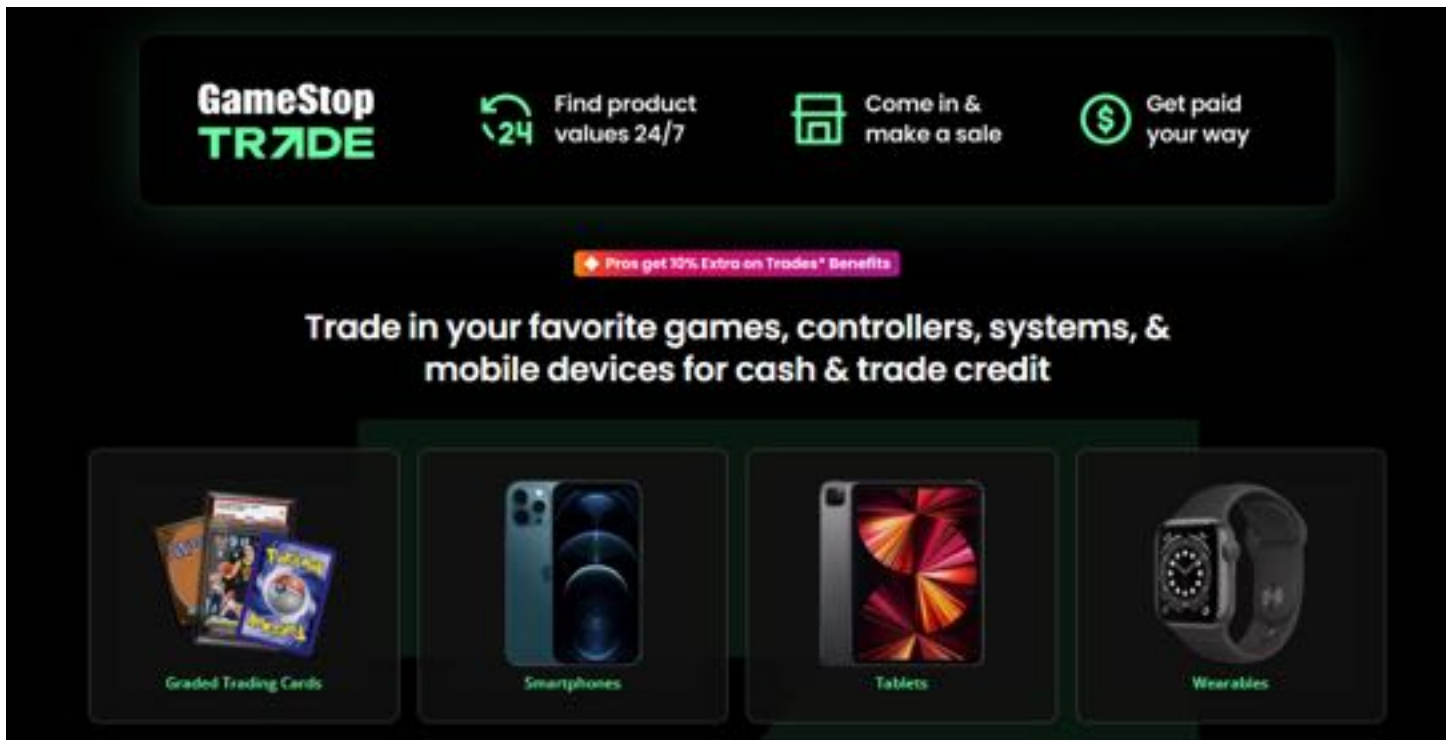 GameStop
TRADE
24
Find product
values 24/7
Come in &
make a sale
$
Get paid
your way
Pros get 10% Extra on Trades* Benefits
Trade in your favorite games, controllers, systems, &
mobile devices for cash & trade credit
Pokémon
Graded Trading Cards
Smartphones
Tablets
Wearables